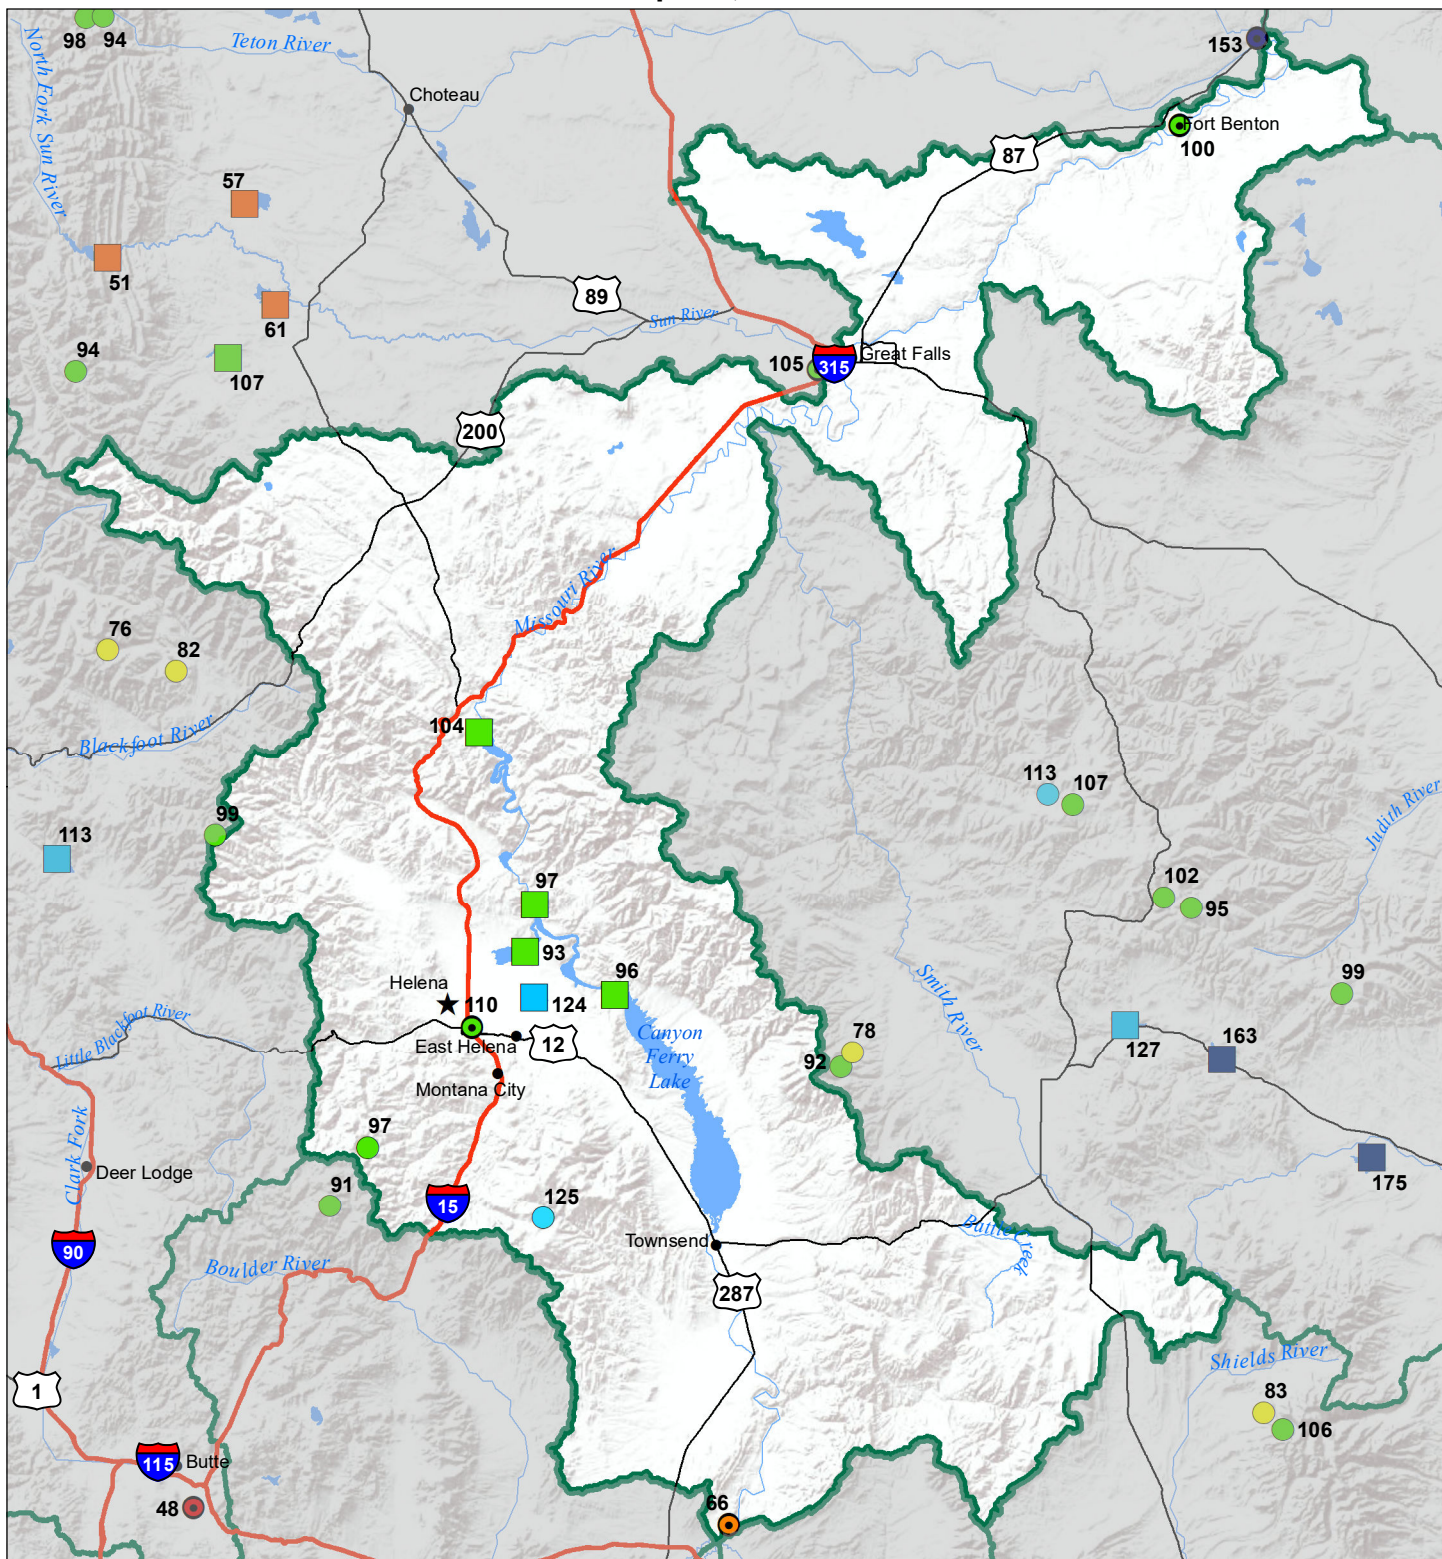 98
94
Teton River
153
North Fork Sun River
Choteau
Fort Benton
100
87
57
51
61
89
Sun River
94
107
105
315
Great Falls
200
Missouri River
76
82
Blackfoot River
104
113
107
Judith River
99
113
97
102
95
93
Smith River
Helena
110
124
96
99
Little Blackfoot River
East Helena
12
Canyon
Ferry
Lake
78
92
127
163
Montana City
97
Clark Fork
Deer Lodge
91
15
125
175
90
Townsend
Battle Creek
Boulder River
287
Shields River
1
83
106
115
Butte
48
66